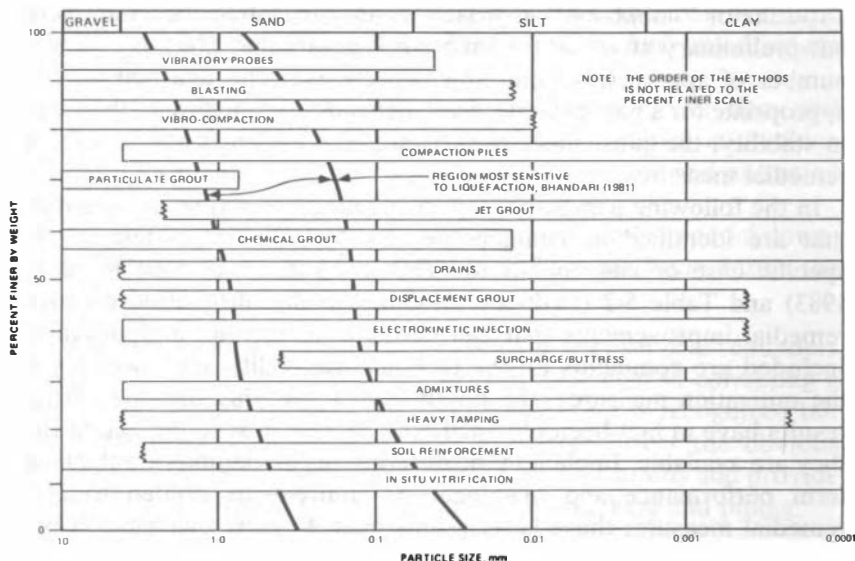 GRAVEL SAND SILT CLAY
100
VIBRATORY PROBES
NOTE: THE ORDER OF THE METHODS
IS NOT RELATED TO THE
PERCENT FINER SCALE.
BLASTING
VIBRO-COMPACTION
COMPACTION PILES
PARTICULATE GROUT
REGION MOST SENSITIVE
TO LIQUEFACTION, BHANDARI (1981)
JET GROUT
CHEMICAL GROUT
50
DRAINS
DISPLACEMENT GROUT
ELECTROKINETIC INJECTION
SURCHARGE/BUTTRESS
ADMIXTURES
HEAVY TAMPING
SOIL REINFORCEMENT
IN SITU VITRIFICATION
0
PERCENT FINER BY WEIGHT
10 1.0 0.1 0.01 0.001 0.0001
PARTICLE SIZE, mm